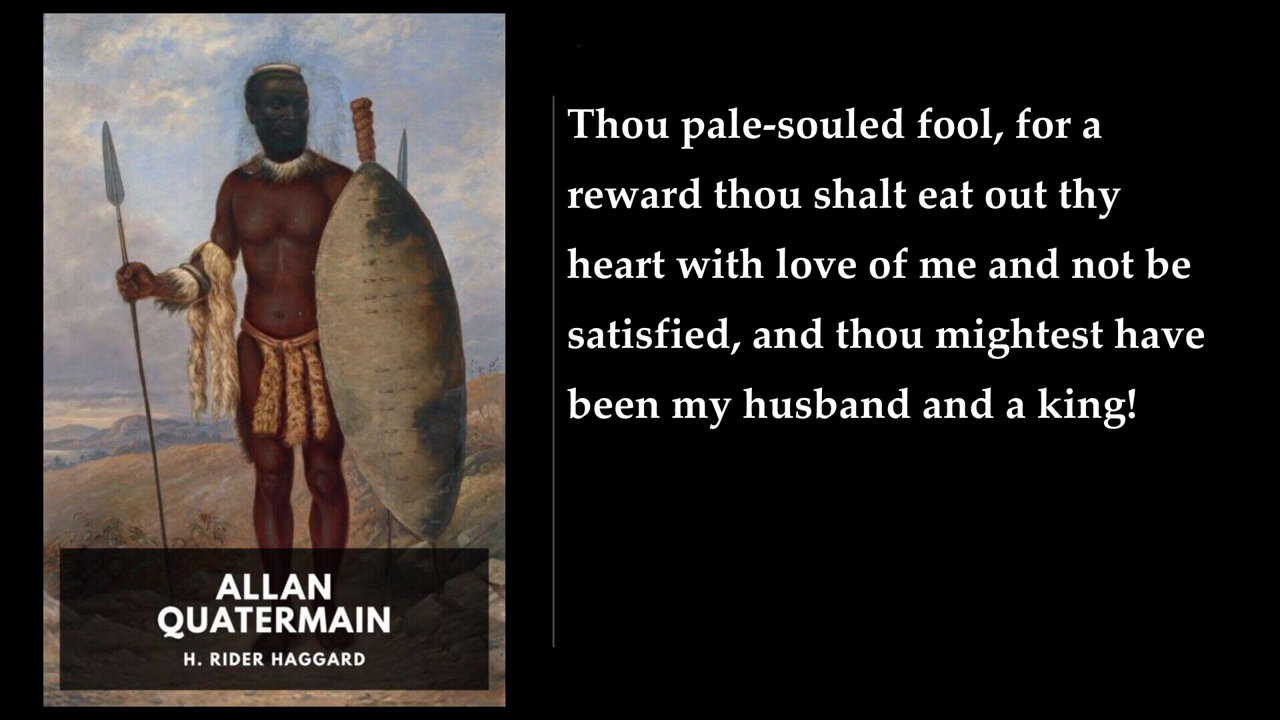 ALLAN
QUATERMAIN
H. RIDER HAGGARD
Thou pale-souled fool, for a
reward thou shalt eat out thy
heart with love of me and not be
satisfied, and thou mightest have
been my husband and a king!